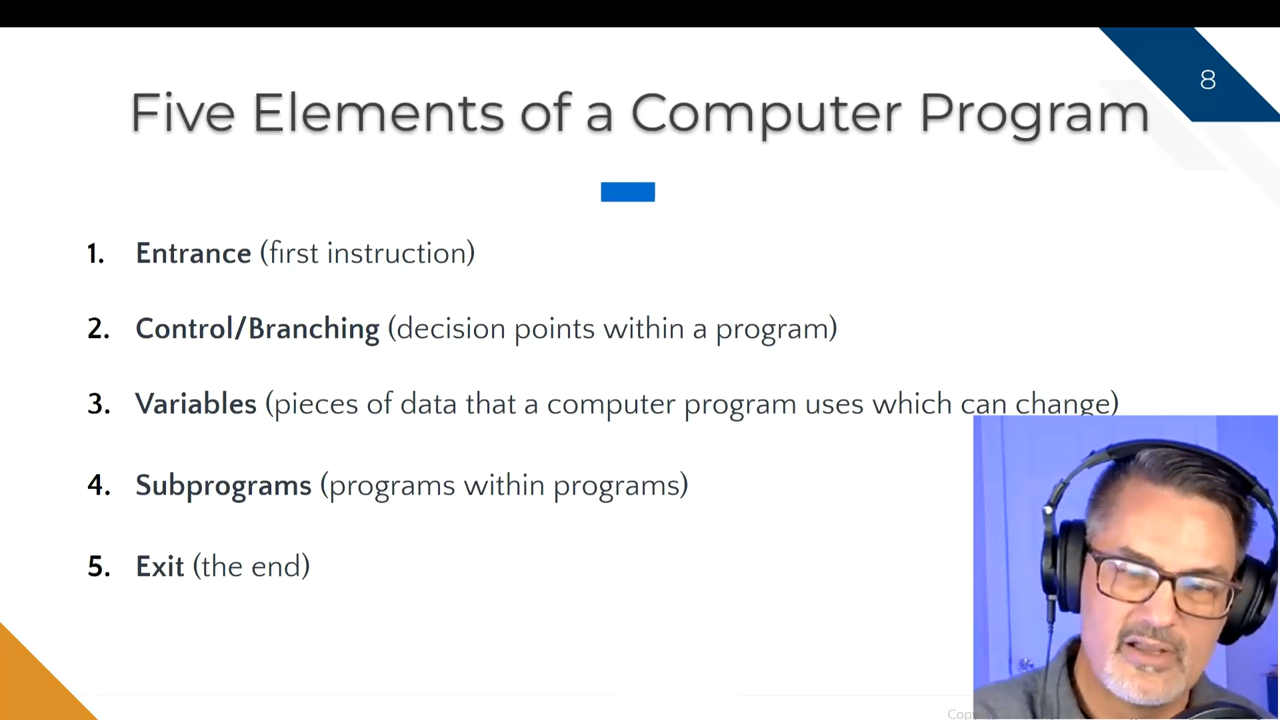 8
Five Elements of a Computer Program
1. Entrance (first instruction)
2. Control/Branching (decision points within a program)
3. Variables (pieces of data that a computer program uses which can change)
4. Subprograms (programs within programs)
5. Exit (the end)